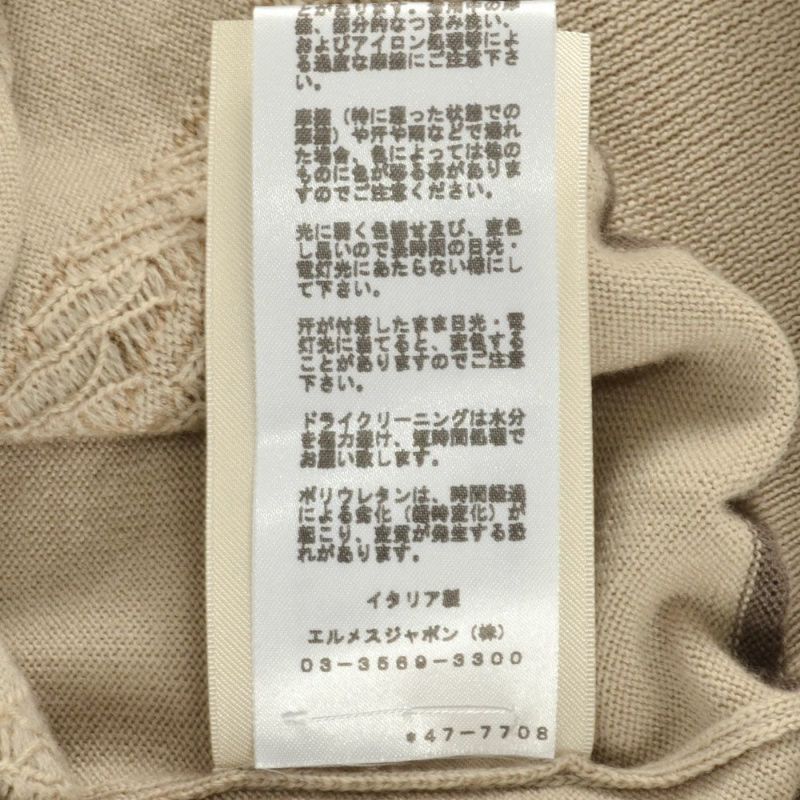 擦、部分的なつまみ洗い、
およびアイロン処理等によ
る過度な摩擦にご注意下さ
い。
摩擦(特に湿った状態での
摩擦)や汗や雨などで濡れ
た場合、色によっては他の
ものに色が移る事がありま
すのでご注意ください。
光に弱く色褪せ及び、変色
し易いので長時間の日光・
電灯光にあたらない様にし
て下さい。
汗が付着したまま日光・電
灯光に当てると、変色する
ことがありますのでご注意
下さい。
ドライクリーニングは水分
を極力避け、短時間処理で
お願い致します。
ポリウレタンは、時間経過
による劣化(経時変化)が
起こり、変質が発生する恐
れがあります。
イタリア製
エルメスジャポン(株)
03-3569-3300
*47-7708